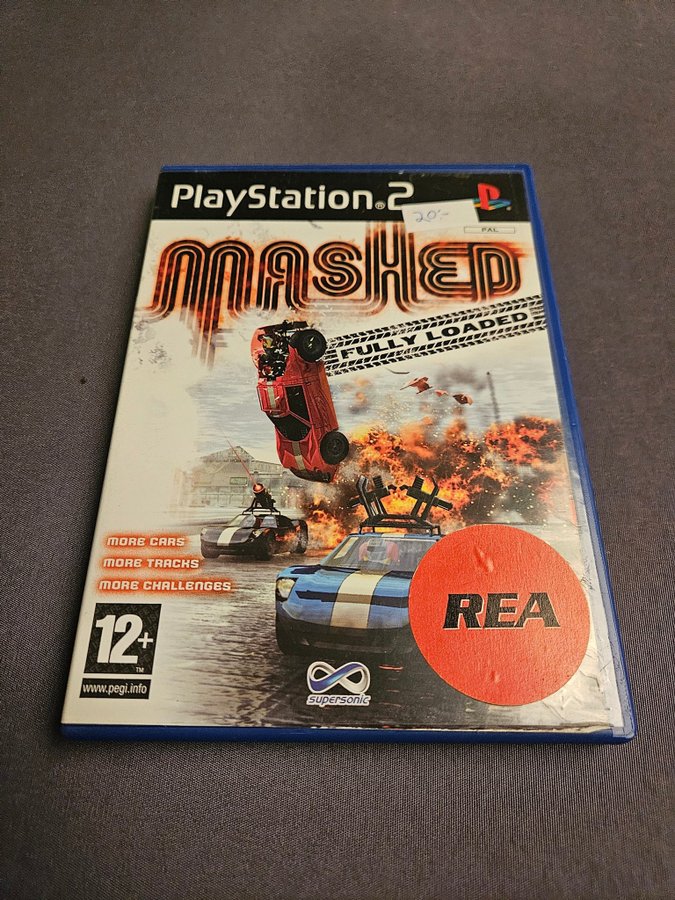 PlayStation®2
20:-
PAL
MASHED
FULLY LOADED
MORE CARS
MORE TRACKS
MORE CHALLENGES
REA
12+
TM
www.pegi.info
supersonic